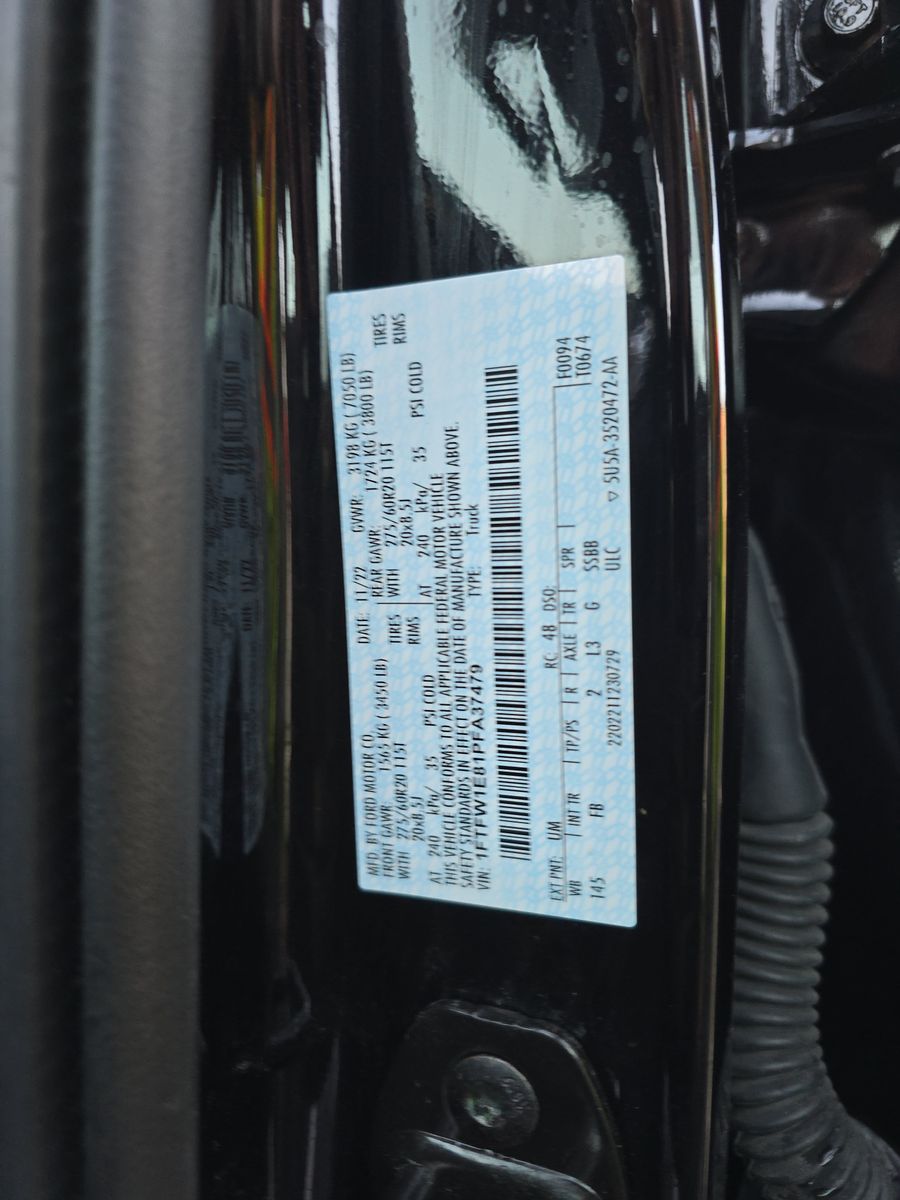 MFD. BY FORD MOTOR CO. DATE: 11/22 GVWR: 3198 KG ( 7050 LB)
FRONT GAWR: 1565 KG ( 3450 LB) REAR GAWR: 1724 KG ( 3800 LB)
WITH 275/60R20 115T TIRES WITH 275/60R20 115T TIRES
20x8.5J RIMS 20x8.5J RIMS
AT 240 kPa/ 35 PSI COLD AT 240 kPa/ 35 PSI COLD
THIS VEHICLE CONFORMS TO ALL APPLICABLE FEDERAL MOTOR VEHICLE
SAFETY STANDARDS IN EFFECT ON THE DATE OF MANUFACTURE SHOWN ABOVE.
VIN: 1FTFW1E81PFA37479 TYPE: Truck
F0094
T0674
EXT PNT: UM RC: 48 DSO:
WB INT TR TP/PS R AXLE TR SPR
145 FB 2 L3 G SSBB
2202211230729 ULC ▽ 5U5A-3520472-AA